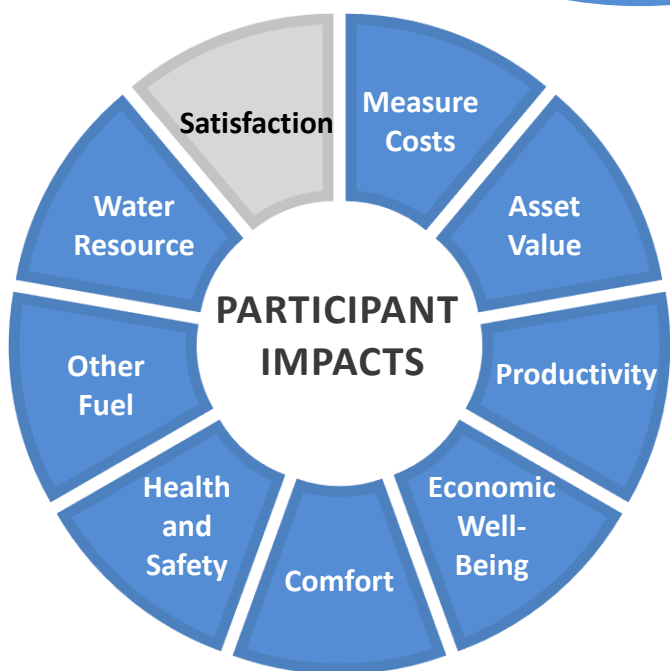 PARTICIPANT
IMPACTS
Measure
Costs
Asset
Value
Productivity
Economic
Well-
Being
Comfort
Health
and
Safety
Other
Fuel
Water
Resource
Satisfaction